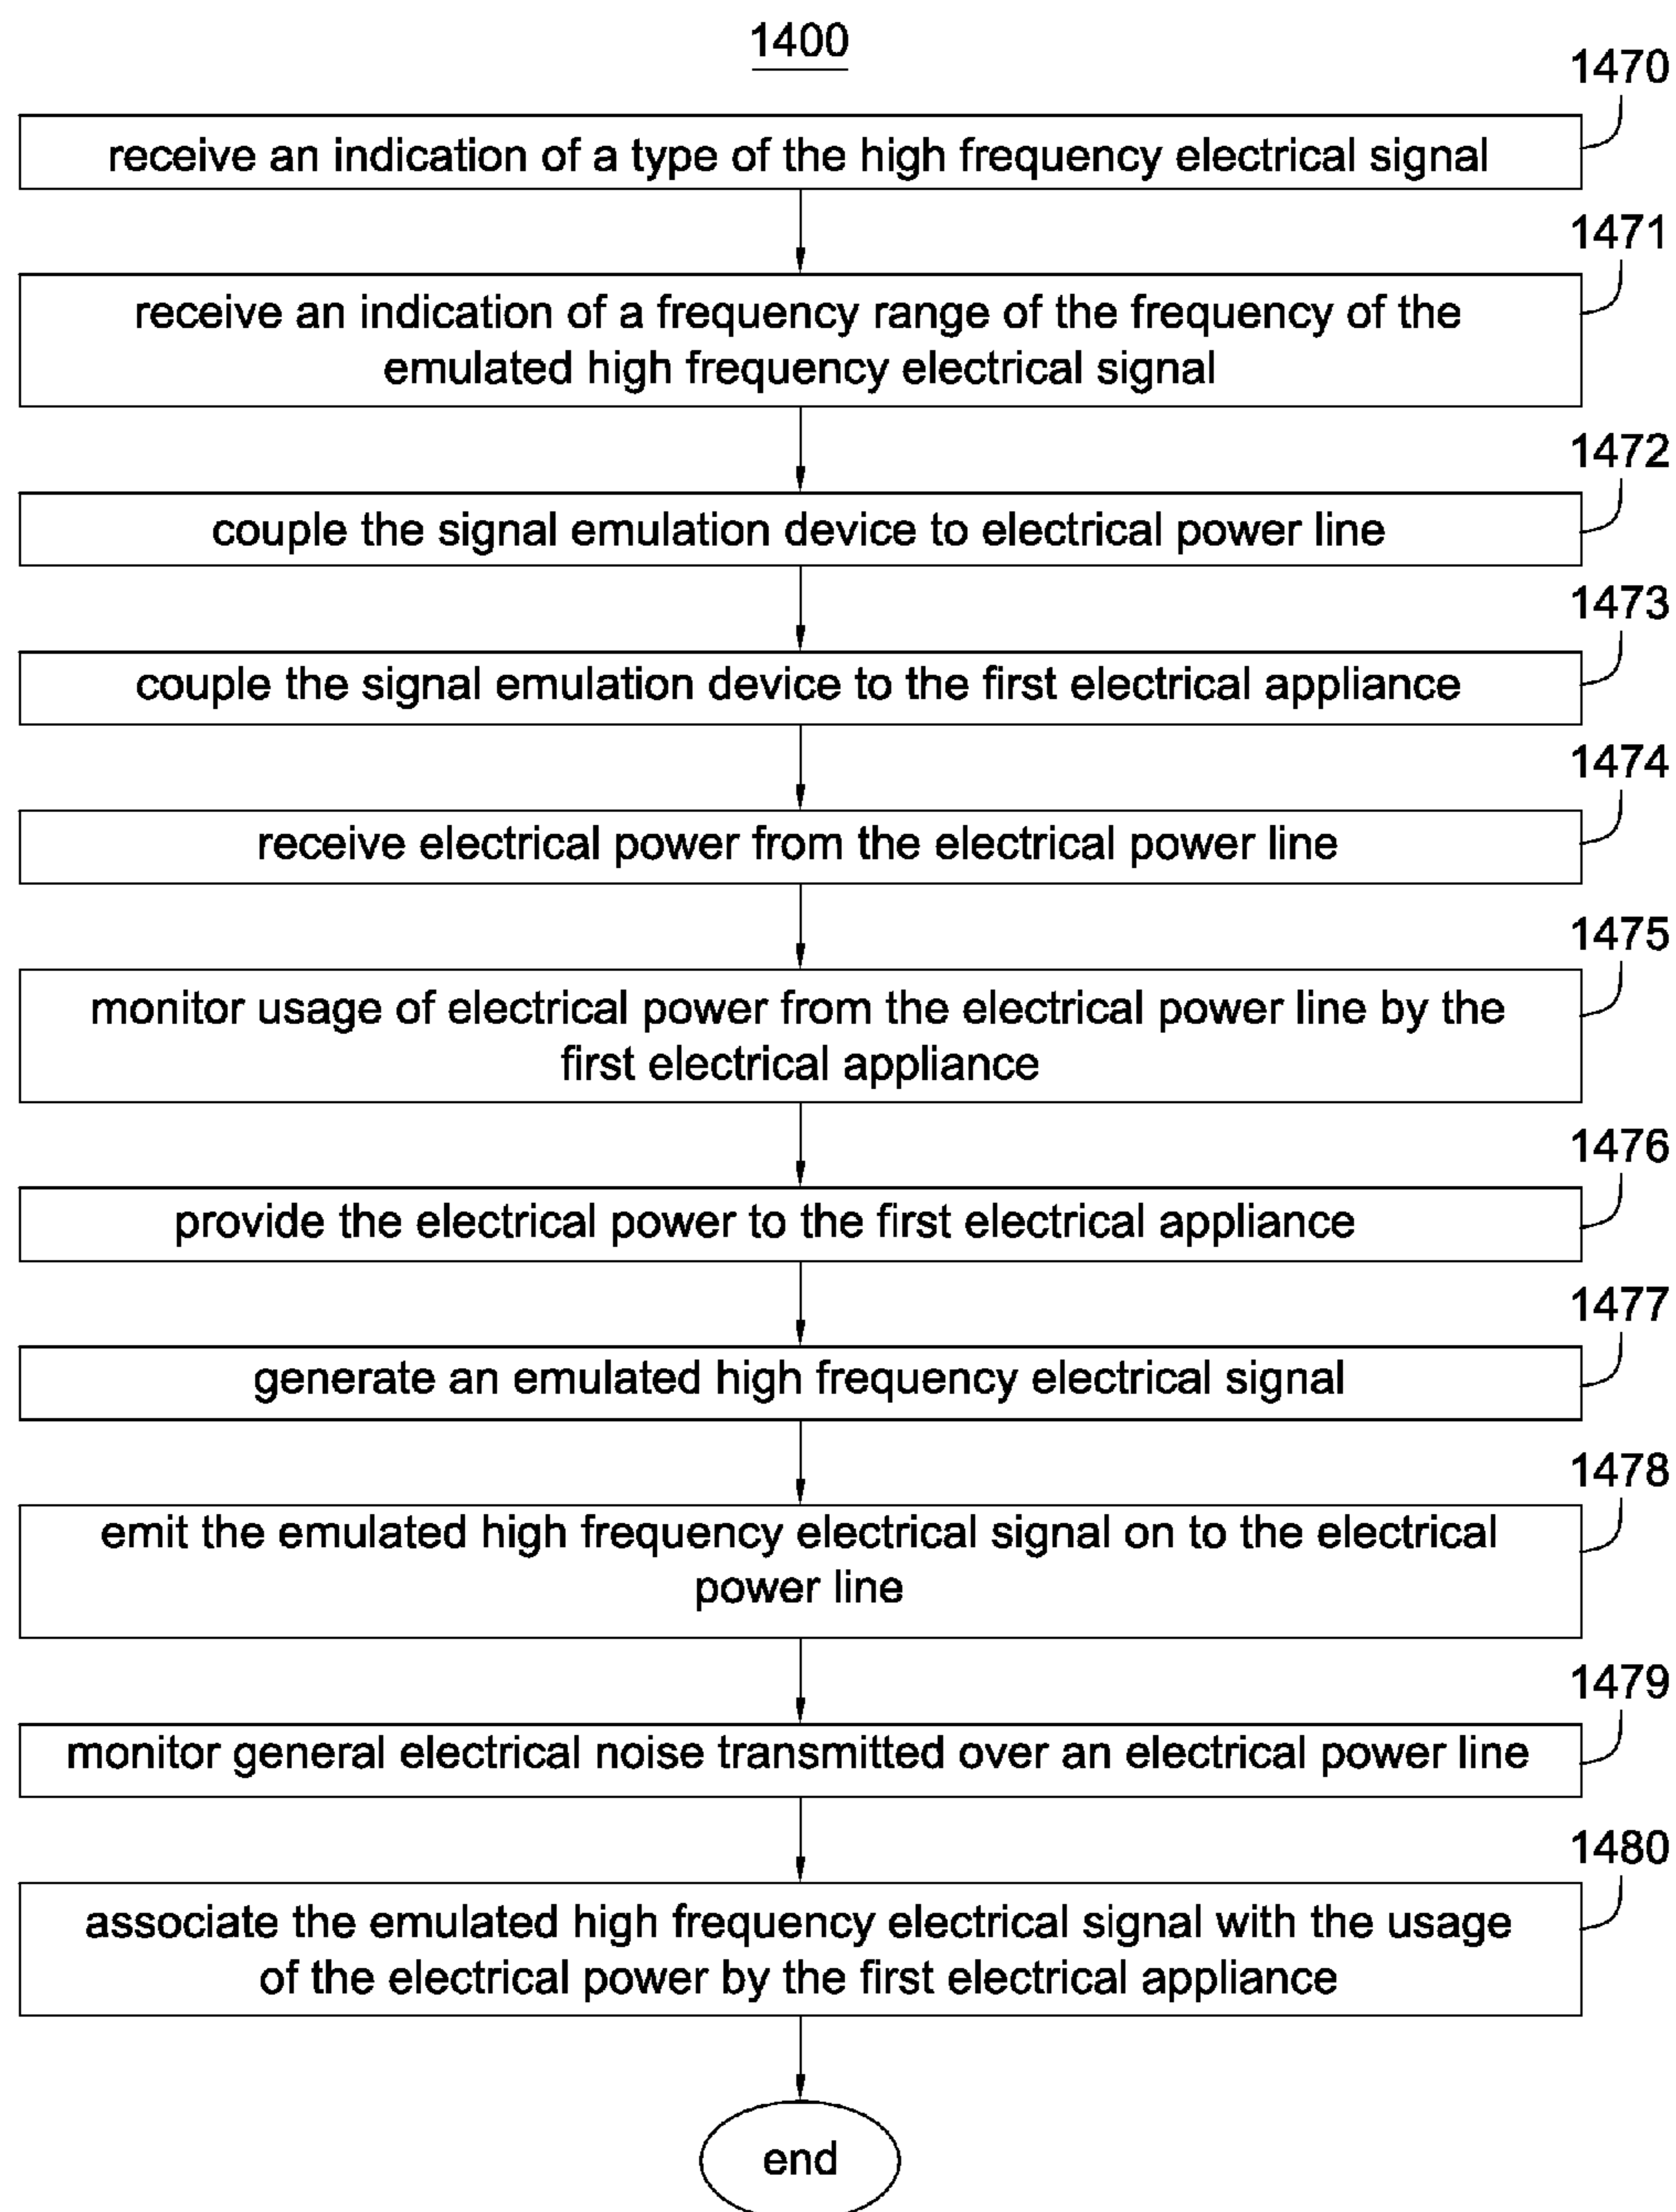 1400
1470
receive an indication of a type of the high frequency electrical signal
1471
receive an indication of a frequency range of the frequency of the
emulated high frequency electrical signal
1472
couple the signal emulation device to electrical power line
1473
couple the signal emulation device to the first electrical appliance
1474
receive electrical power from the electrical power line
1475
monitor usage of electrical power from the electrical power line by the
first electrical appliance
1476
provide the electrical power to the first electrical appliance
1477
generate an emulated high frequency electrical signal
1478
emit the emulated high frequency electrical signal on to the electrical
power line
1479
monitor general electrical noise transmitted over an electrical power line
1480
associate the emulated high frequency electrical signal with the usage
of the electrical power by the first electrical appliance
end